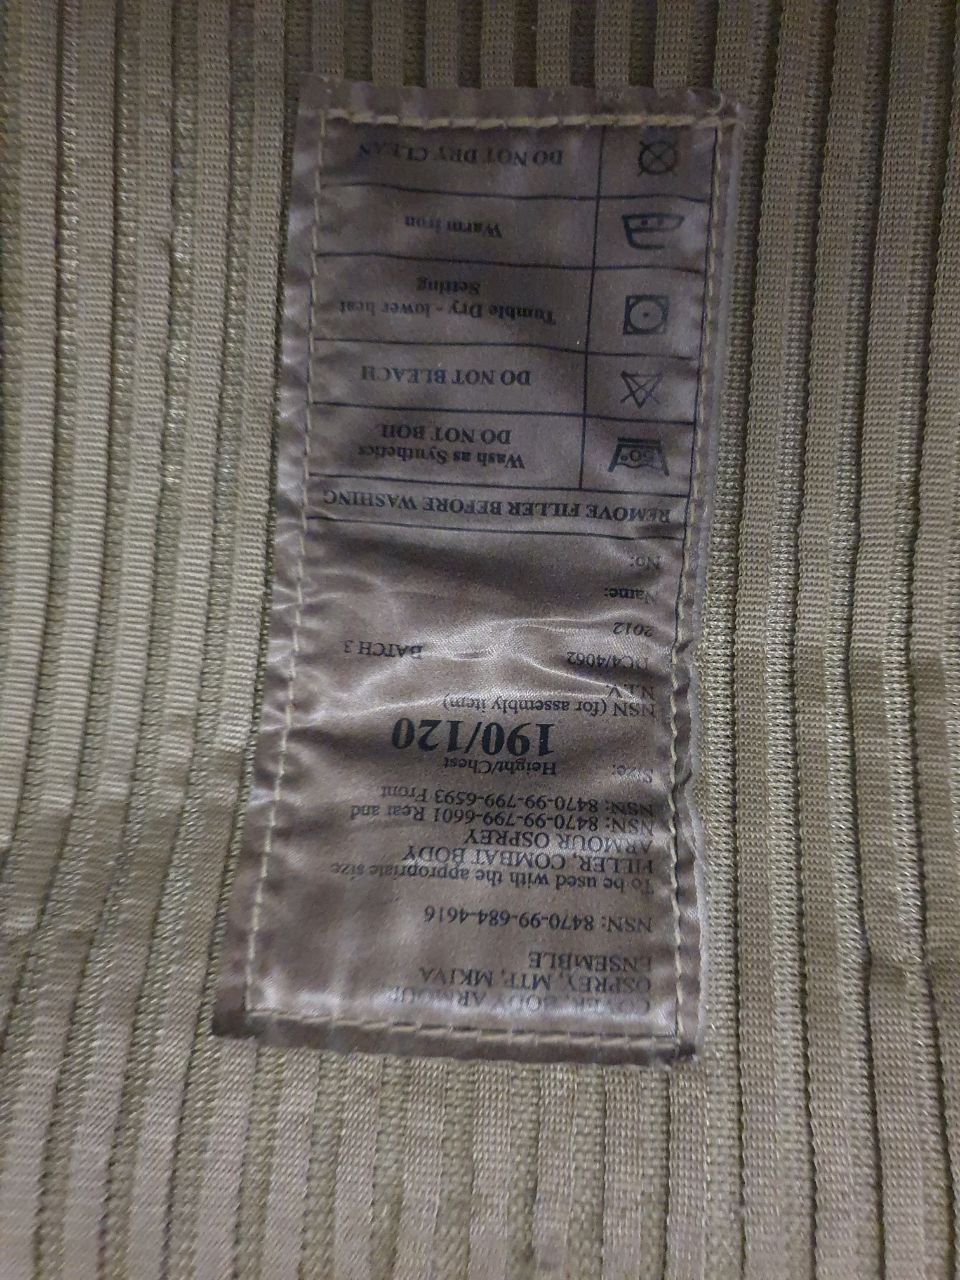 COVER, BODY ARMOUR,
OSPREY, MTP, MKIVA
ENSEMBLE
NSN: 8470-99-684-4616
To be used with the appropriate size
FILLER, COMBAT BODY
ARMOUR OSPREY
NSN: 8470-99-799-6601 Rear and
NSN: 8470-99-799-6593 Front
Size: Height/Chest
190/120
NSN (for assembly item)
N.I.V.
DC4/4062 BATCH 3
2012
Name:
No:
REMOVE FILLER BEFORE WASHING
50° Wash as Synthetics
DO NOT BOIL
DO NOT BLEACH
Tumble Dry - lower heat
Setting
Warm iron
DO NOT DRY CLEAN